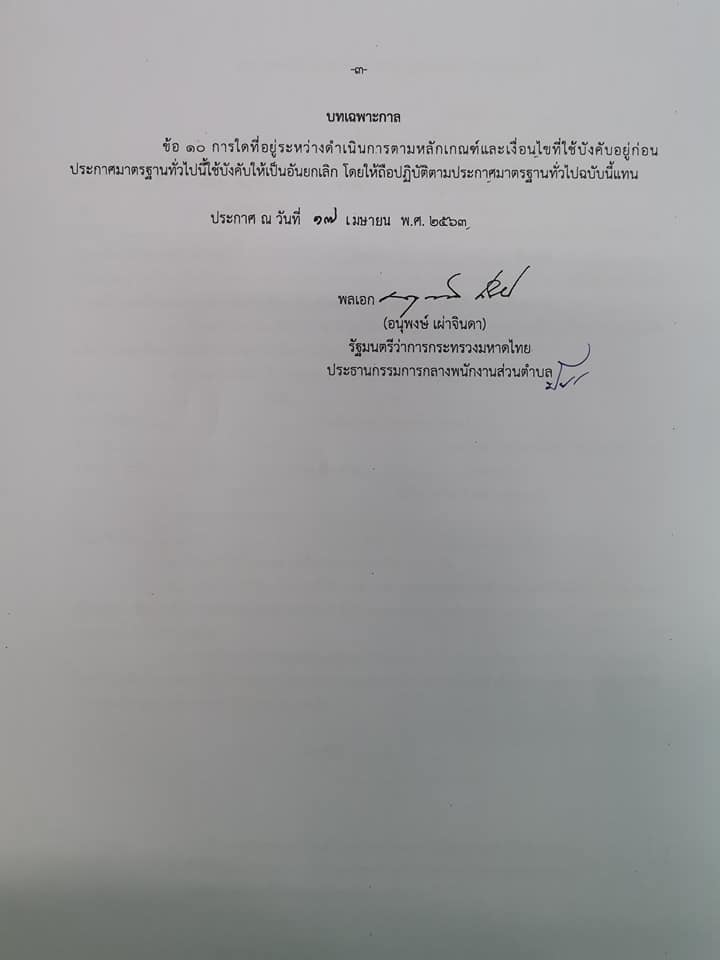 -๓-
บทเฉพาะกาล
ข้อ ๑๐ การใดที่อยู่ระหว่างดำเนินการตามหลักเกณฑ์และเงื่อนไขที่ใช้บังคับอยู่ก่อน
ประกาศมาตรฐานทั่วไปนี้ใช้บังคับให้เป็นอันยกเลิก โดยให้ถือปฏิบัติตามประกาศมาตรฐานทั่วไปฉบับนี้แทน
ประกาศ ณ วันที่ ๑๗ เมษายน พ.ศ. ๒๕๖๓
พลเอก
(อนุพงษ์ เผ่าจินดา)
รัฐมนตรีว่าการกระทรวงมหาดไทย
ประธานกรรมการกลางพนักงานส่วนตำบล